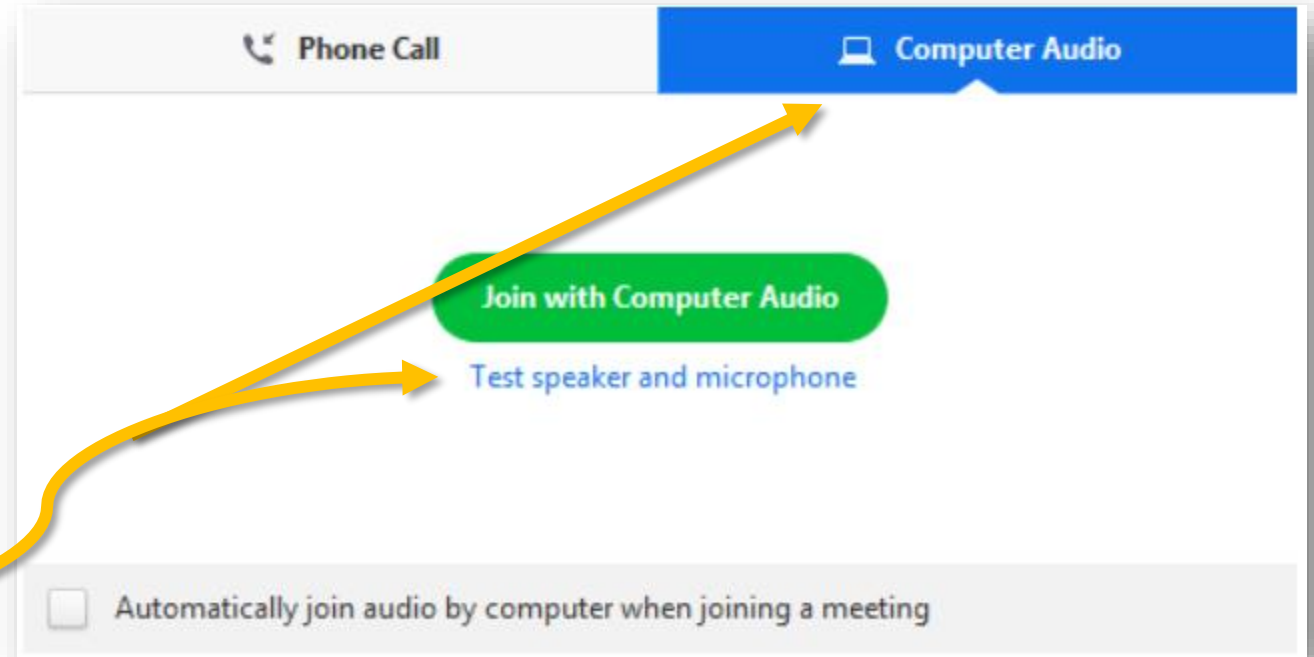 Phone Call
Computer Audio
Join with Computer Audio
Test speaker and microphone
Automatically join audio by computer when joining a meeting